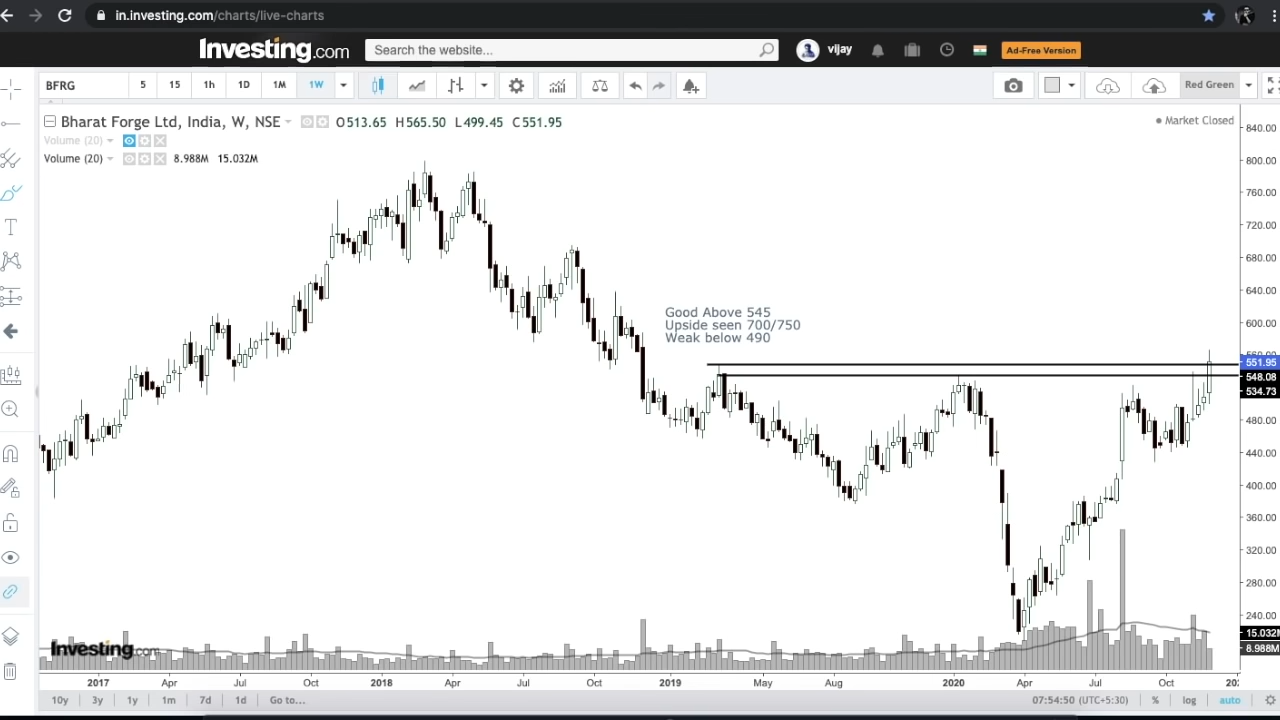 in.investing.com/charts/live-charts
Investing.com
Search the website...
vijay
Ad-Free Version
BFRG
5
15
1h
1D
1M
1W
Red Green
Bharat Forge Ltd, India, W, NSE
O513.65 H565.50 L499.45 C551.95
Market Closed
Volume (20)
Volume (20) 8.988M 15.032M
Good Above 545
Upside seen 700/750
Weak below 490
840.00
800.00
760.00
720.00
680.00
640.00
600.00
551.95
548.08
534.73
480.00
440.00
400.00
360.00
320.00
280.00
240.00
15.032M
8.988M
Investing.com
2017 Apr Jul Oct 2018 Apr Jul Oct 2019 May Aug 2020 Apr Jul Oct
10y 3y 1y 1m 7d 1d Go to...
07:54:50 (UTC+5:30) % log auto